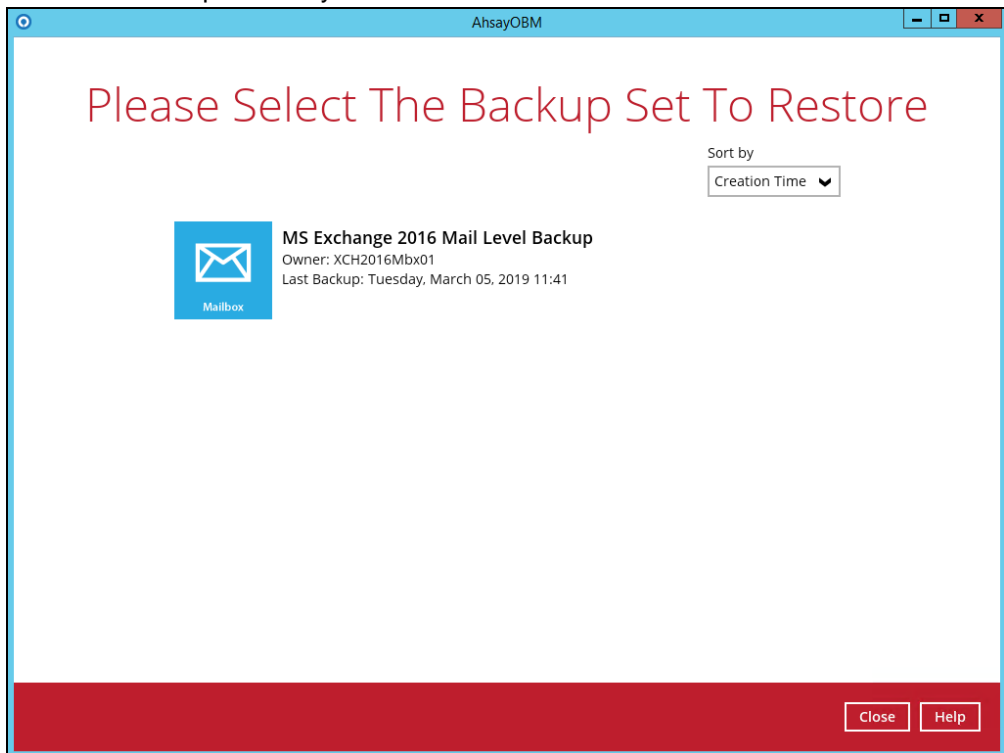 AhsayOBM
Please Select The Backup Set To Restore
Sort by
Creation Time
MS Exchange 2016 Mail Level Backup
Owner: XCH2016Mbx01
Last Backup: Tuesday, March 05, 2019 11:41
Mailbox
Close Help